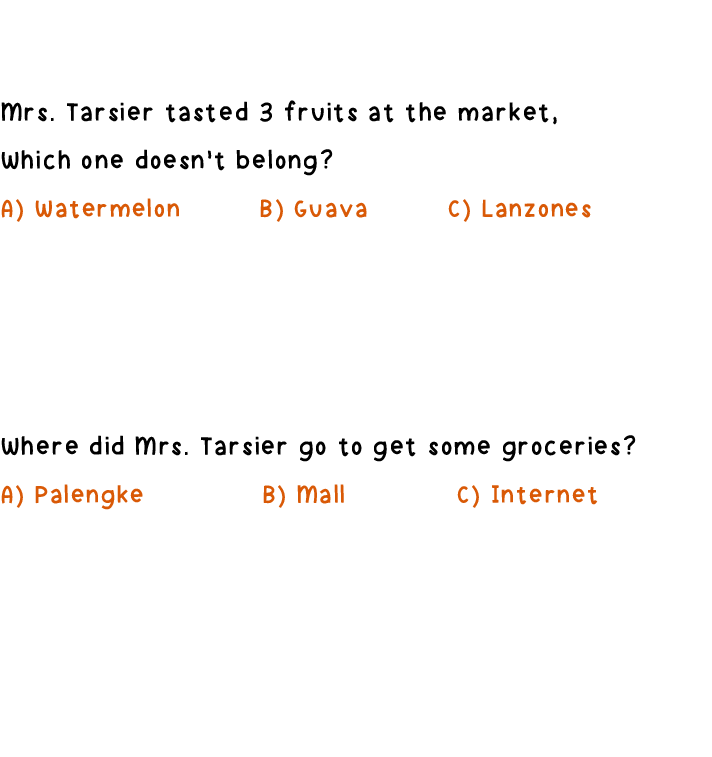 Mrs. Tarsier tasted 3 fruits at the market,
Which one doesn't belong?
A) Watermelon B) Guava C) Lanzones
Where did Mrs. Tarsier go to get some groceries?
A) Palengke B) Mall C) Internet